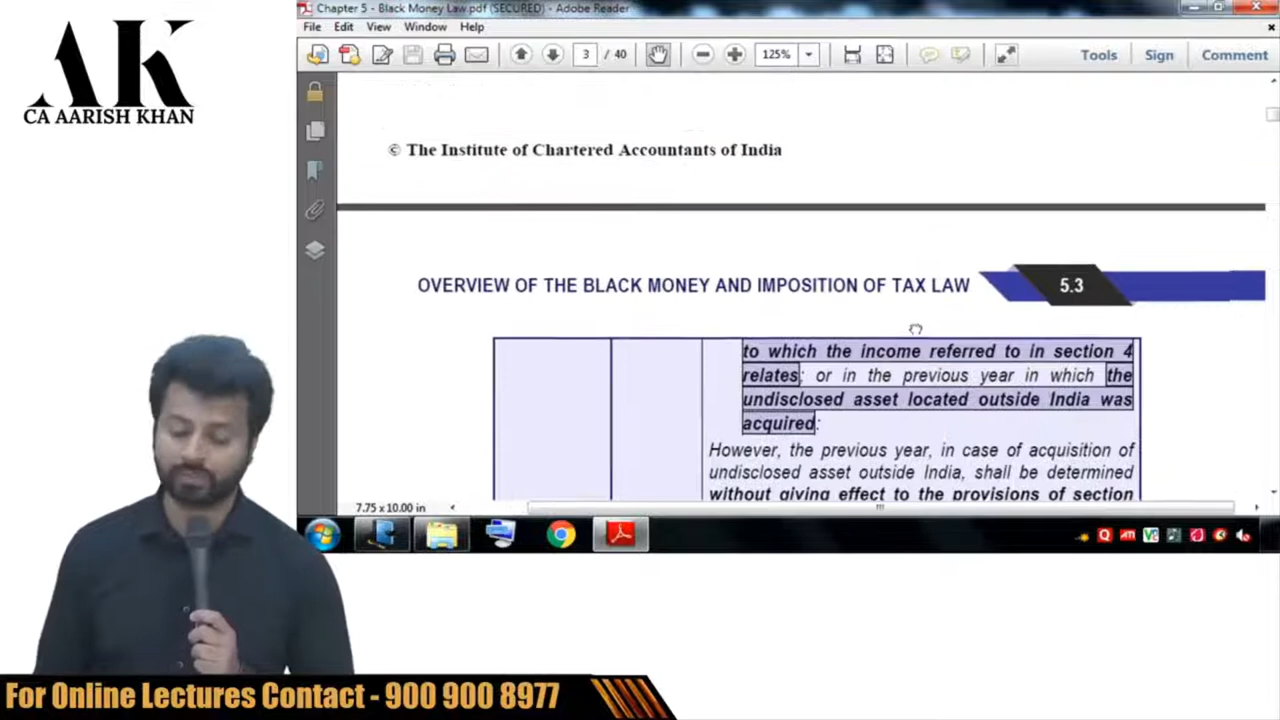 AK
CA AARISH KHAN
Chapter 5 - Black Money Law.pdf (SECURED) - Adobe Reader
File Edit View Window Help
3 / 40 125% Tools Sign Comment
© The Institute of Chartered Accountants of India
OVERVIEW OF THE BLACK MONEY AND IMPOSITION OF TAX LAW 5.3
to which the income referred to in section 4
relates; or in the previous year in which the
undisclosed asset located outside India was
acquired:
However, the previous year, in case of acquisition of
undisclosed asset outside India, shall be determined
without giving effect to the provisions of section
7.75 x 10.00 in
For Online Lectures Contact - 900 900 8977